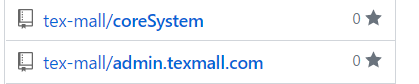 tex-mall/coreSystem 0
tex-mall/admin.texmall.com 0